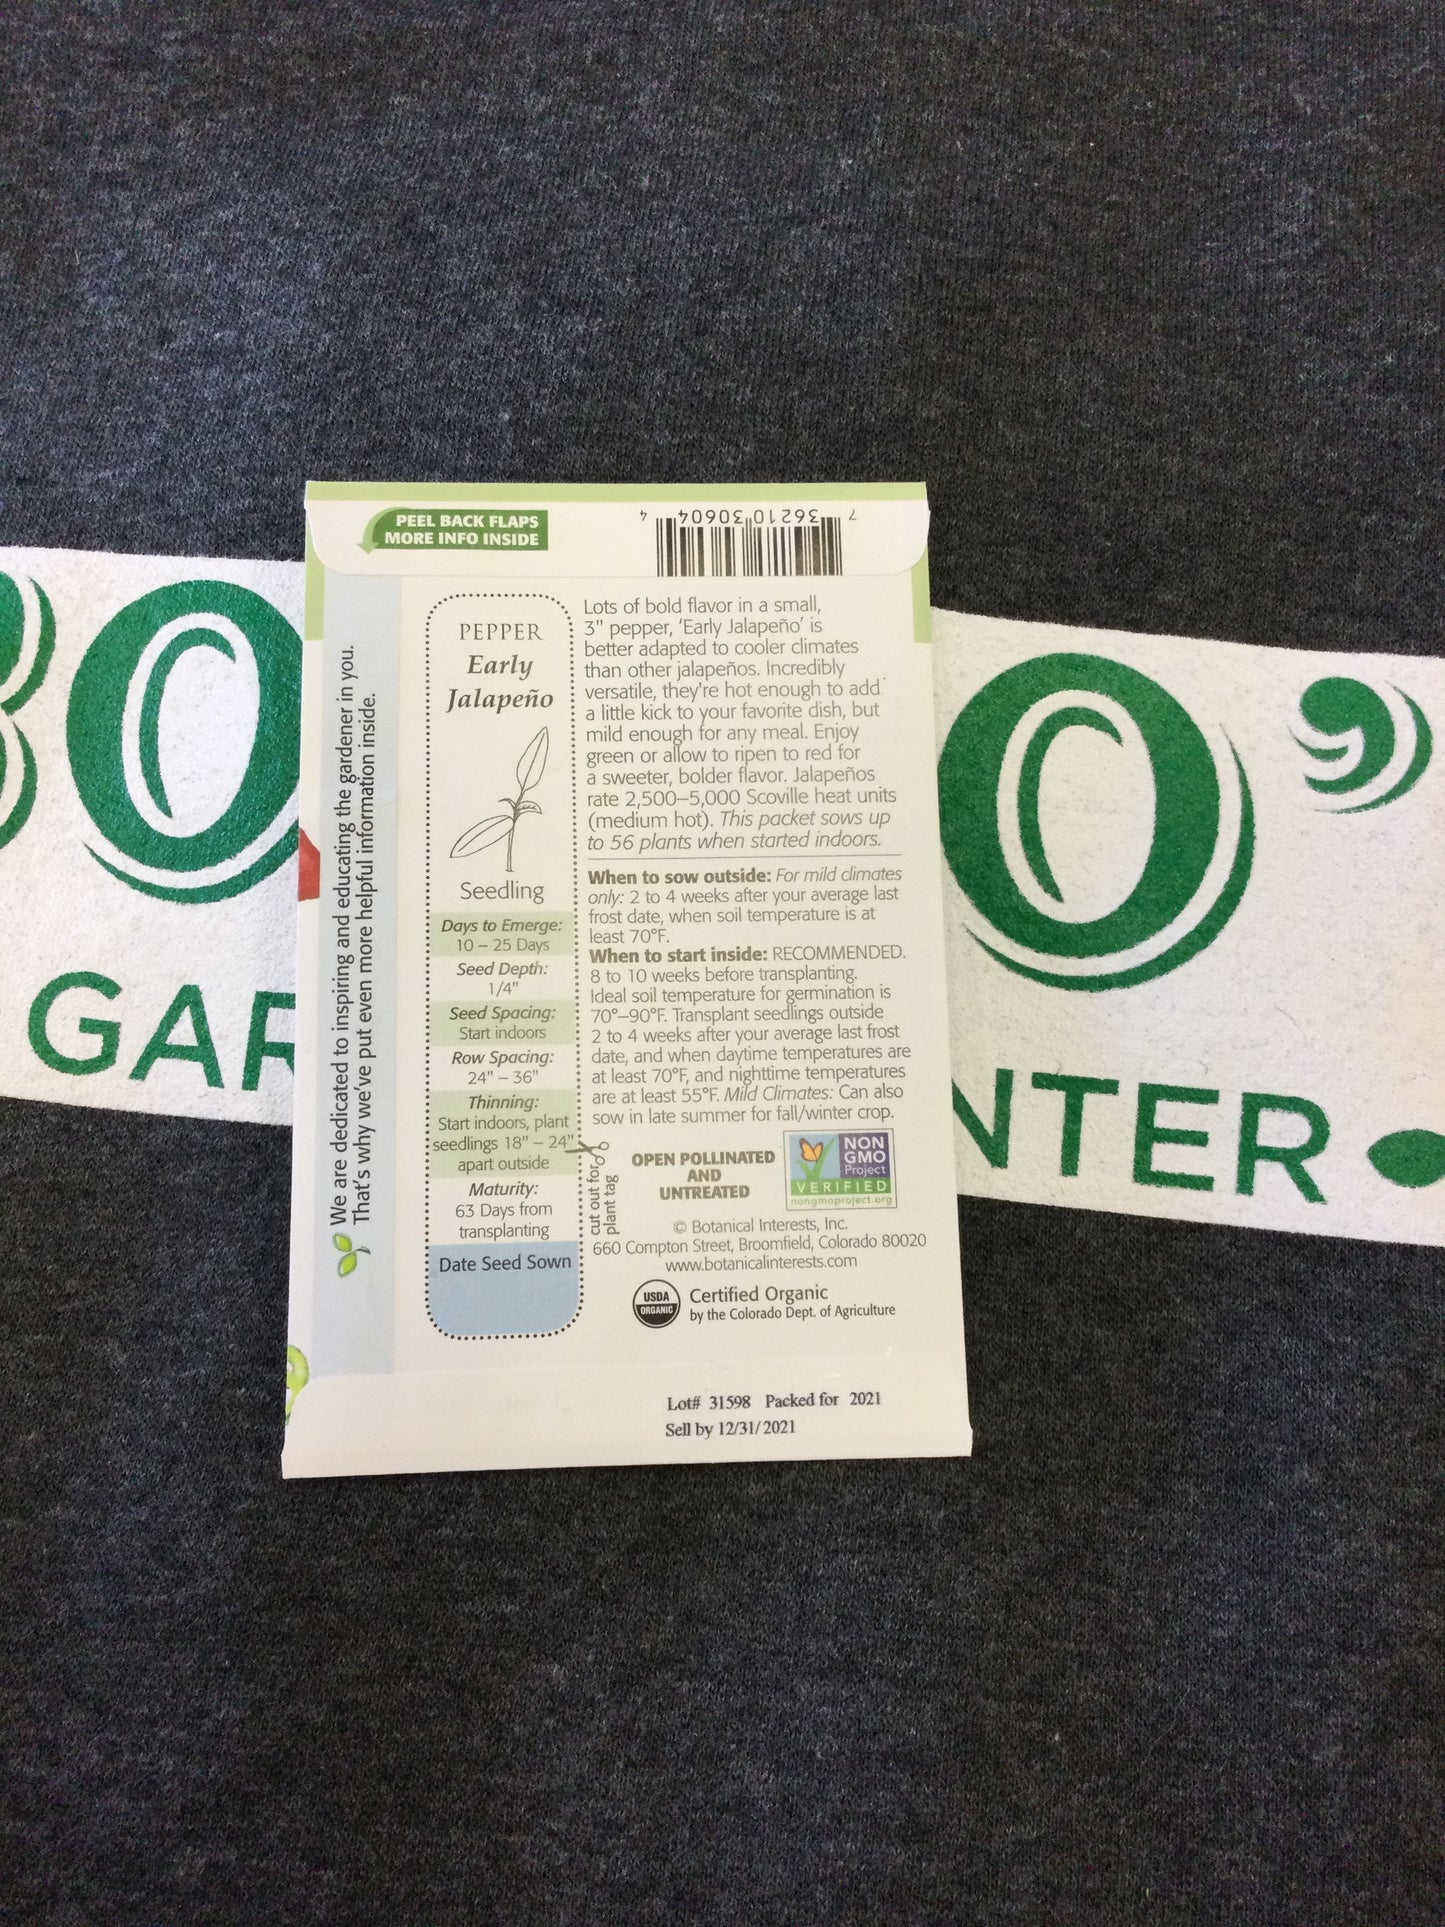 PEEL BACK FLAPS
MORE INFO INSIDE
7 36210 30604 4
We are dedicated to inspiring and educating the gardener in you.
That's why we've put even more helpful information inside.
PEPPER
Early
Jalapeño
Seedling
Days to Emerge:
10 – 25 Days
Seed Depth:
1/4"
Seed Spacing:
Start indoors
Row Spacing:
24" – 36"
Thinning:
Start indoors, plant
seedlings 18" – 24"
apart outside
Maturity:
63 Days from
transplanting
Date Seed Sown
cut out for
plant tag
Lots of bold flavor in a small,
3" pepper, 'Early Jalapeño' is
better adapted to cooler climates
than other jalapeños. Incredibly
versatile, they're hot enough to add
a little kick to your favorite dish, but
mild enough for any meal. Enjoy
green or allow to ripen to red for
a sweeter, bolder flavor. Jalapeños
rate 2,500–5,000 Scoville heat units
(medium hot). This packet sows up
to 56 plants when started indoors.
When to sow outside: For mild climates
only: 2 to 4 weeks after your average last
frost date, when soil temperature is at
least 70°F.
When to start inside: RECOMMENDED.
8 to 10 weeks before transplanting.
Ideal soil temperature for germination is
70°–90°F. Transplant seedlings outside
2 to 4 weeks after your average last frost
date, and when daytime temperatures are
at least 70°F, and nighttime temperatures
are at least 55°F. Mild Climates: Can also
sow in late summer for fall/winter crop.
OPEN POLLINATED
AND
UNTREATED
NON
GMO
Project
VERIFIED
nongmoproject.org
© Botanical Interests, Inc.
660 Compton Street, Broomfield, Colorado 80020
www.botanicalinterests.com
USDA
ORGANIC
Certified Organic
by the Colorado Dept. of Agriculture
Lot# 31598 Packed for 2021
Sell by 12/31/2021
O O'
GAR NTER